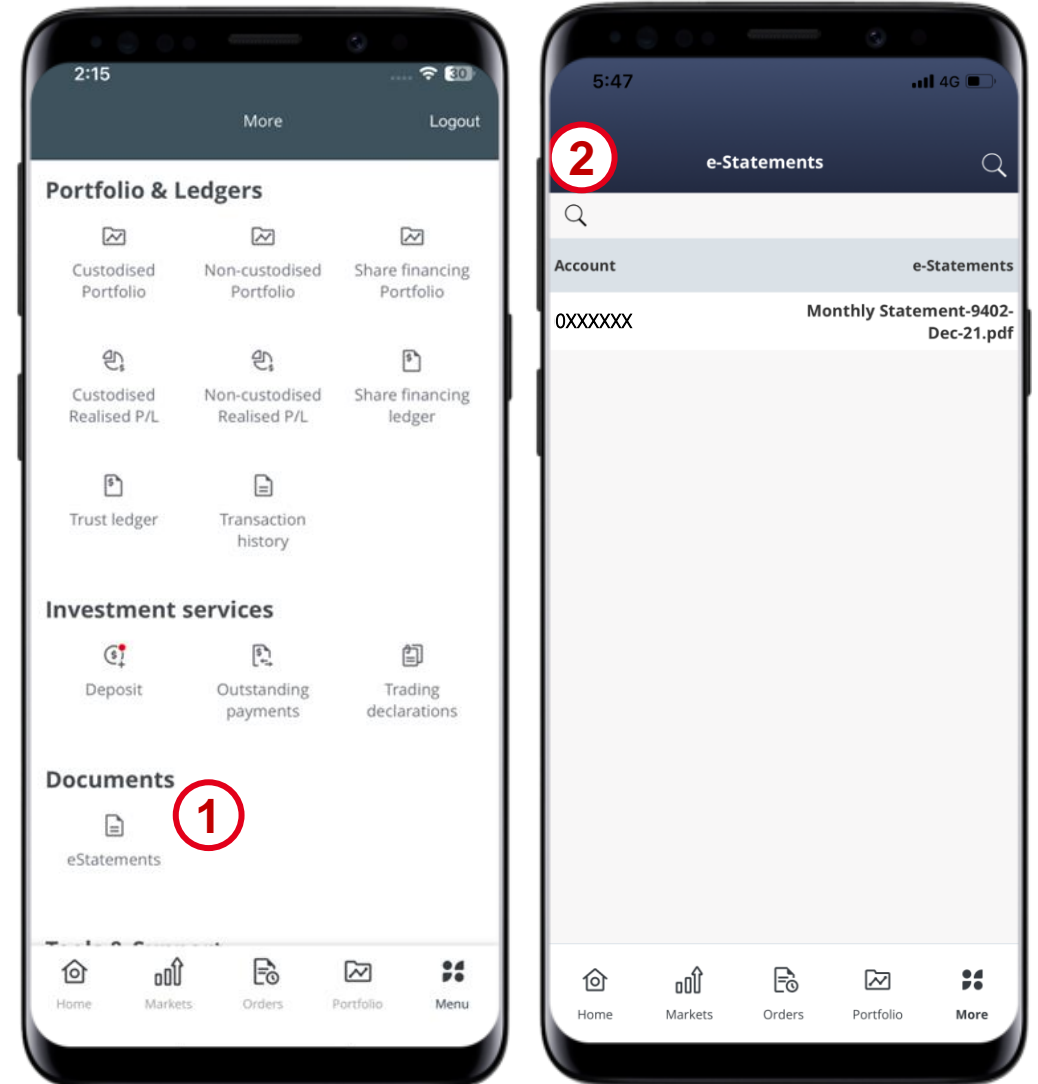 2:15
30
More
Logout
Portfolio & Ledgers
Custodised
Portfolio
Non-custodised
Portfolio
Share financing
Portfolio
Custodised
Realised P/L
Non-custodised
Realised P/L
Share financing
ledger
Trust ledger
Transaction
history
Investment services
Deposit
Outstanding
payments
Trading
declarations
Documents
1
eStatements
Home
Markets
Orders
Portfolio
Menu
5:47
4G
2
e-Statements
Account
e-Statements
0XXXXXX
Monthly Statement-9402-
Dec-21.pdf
Home
Markets
Orders
Portfolio
More